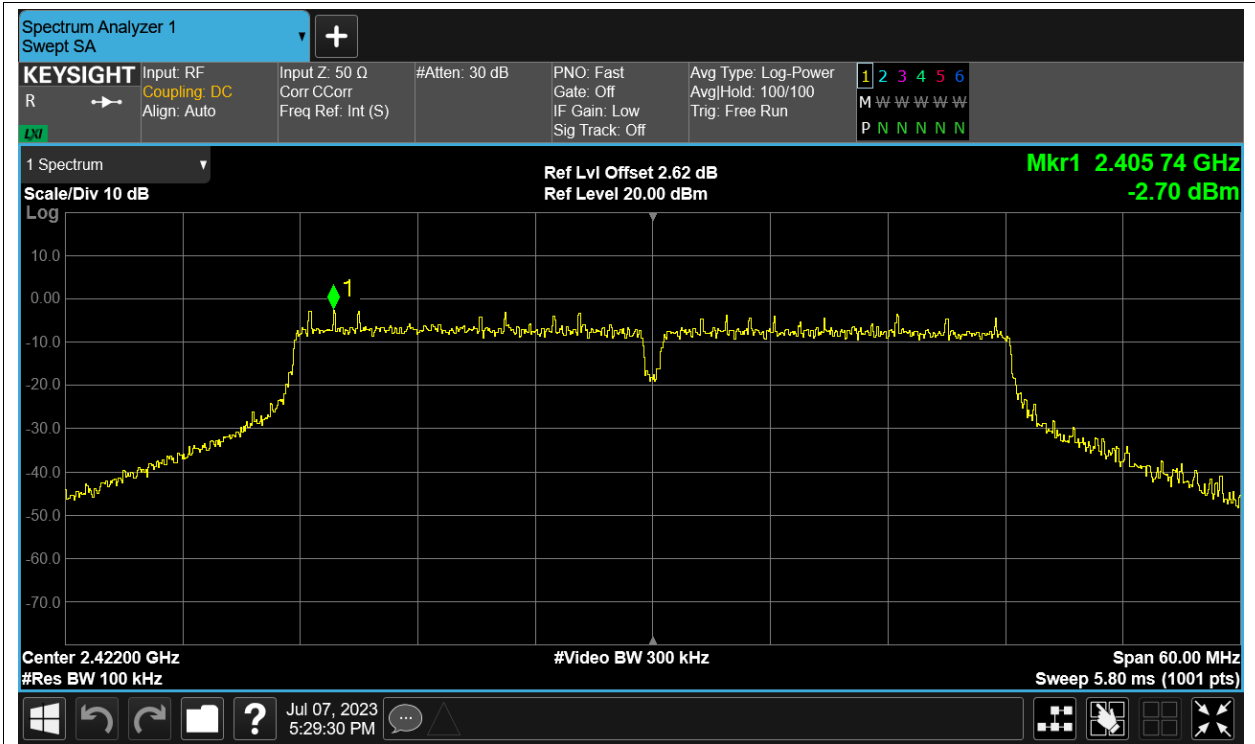 Spectrum Analyzer 1
Swept SA
KEYSIGHT
R
LXI
Input: RF
Coupling: DC
Align: Auto
Input Z: 50 Ω
Corr CCorr
Freq Ref: Int (S)
#Atten: 30 dB
PNO: Fast
Gate: Off
IF Gain: Low
Sig Track: Off
Avg Type: Log-Power
Avg|Hold: 100/100
Trig: Free Run
1 2 3 4 5 6
M W W W W W
P N N N N N
1 Spectrum
Scale/Div 10 dB
Ref Lvl Offset 2.62 dB
Ref Level 20.00 dBm
Mkr1 2.405 74 GHz
-2.70 dBm
Log
10.0
0.00
-10.0
-20.0
-30.0
-40.0
-50.0
-60.0
-70.0
1
Center 2.42200 GHz
#Res BW 100 kHz
#Video BW 300 kHz
Span 60.00 MHz
Sweep 5.80 ms (1001 pts)
?
Jul 07, 2023
5:29:30 PM